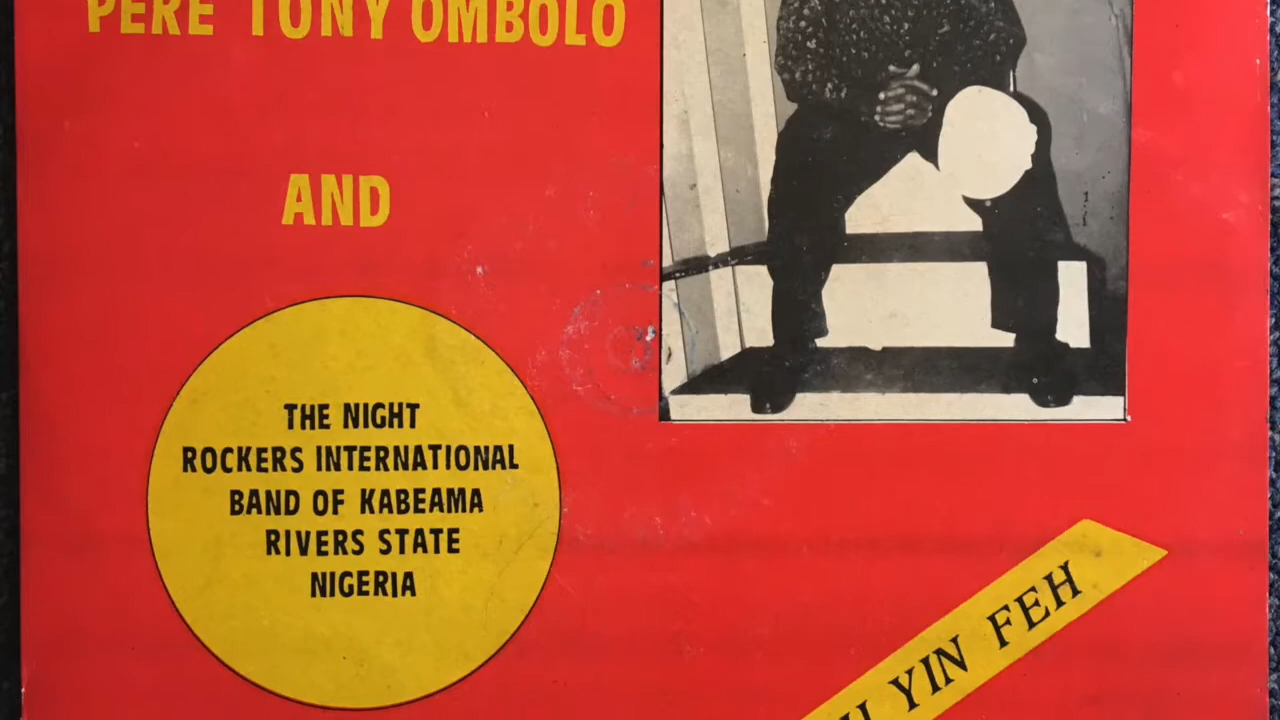 PERE TONY OMBOLO
AND
THE NIGHT
ROCKERS INTERNATIONAL
BAND OF KABEAMA
RIVERS STATE
NIGERIA
YIN FEH